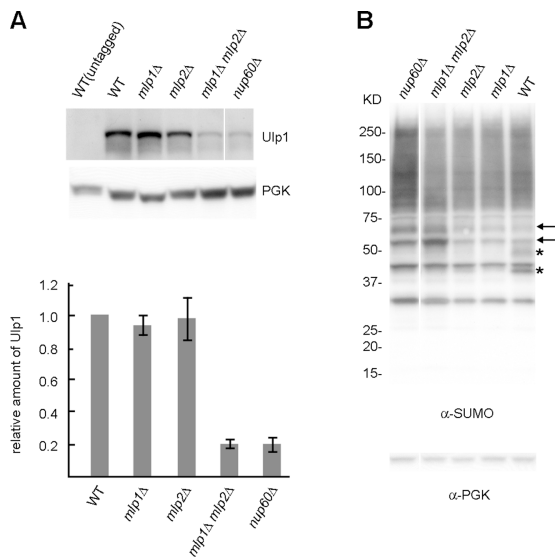 A
WT(untagged)
WT
mlp1Δ
mlp2Δ
mlp1Δ mlp2Δ
nup60Δ
Ulp1
PGK
relative amount of Ulp1
1.2
1.0
0.8
0.6
0.4
0.2
WT
mlp1Δ
mlp2Δ
mlp1Δ mlp2Δ
nup60Δ
B
KD
nup60Δ
mlp1Δ mlp2Δ
mlp2Δ
mlp1Δ
WT
250-
150-
100-
75-
50-
37-
25-
20-
15-
*
*
α-SUMO
α-PGK